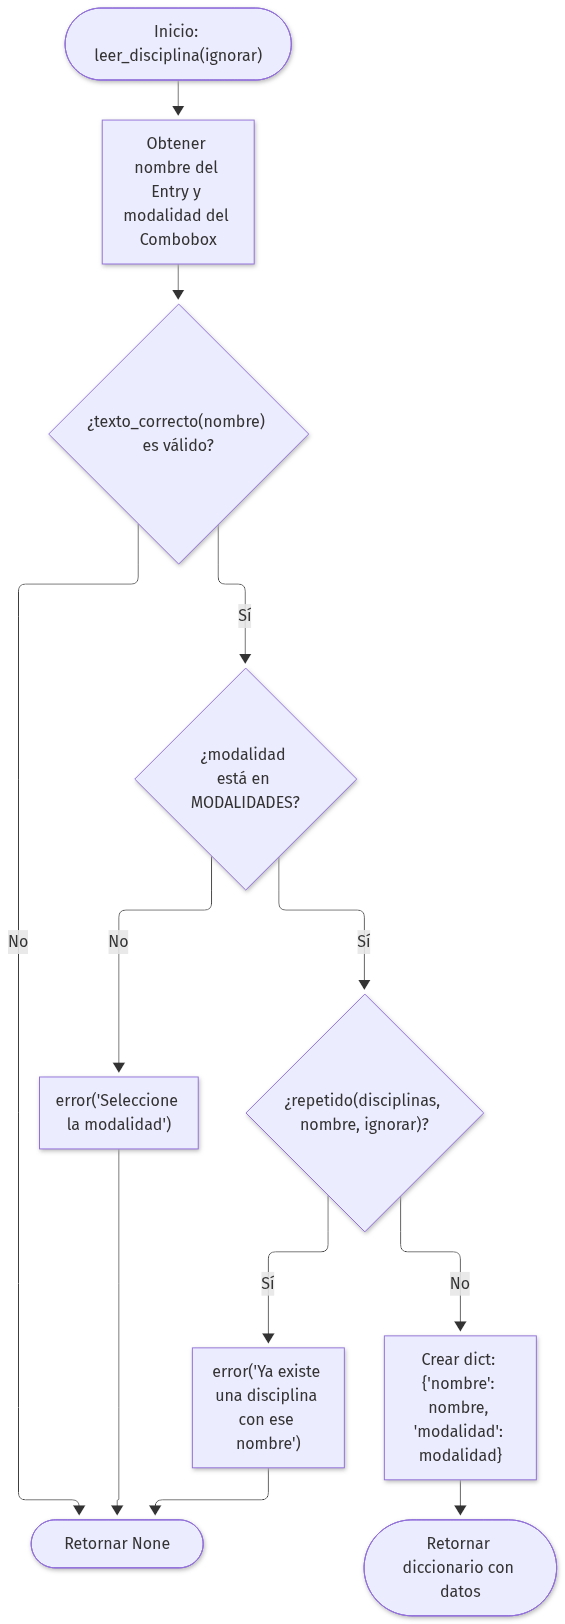 Inicio:
leer_disciplina(ignorar)
Obtener
nombre del
Entry y
modalidad del
Combobox
¿texto_correcto(nombre)
es válido?
Sí
¿modalidad
está en
MODALIDADES?
No
No
Sí
error('Seleccione
la modalidad')
¿repetido(disciplinas,
nombre, ignorar)?
Sí
No
error('Ya existe
una disciplina
con ese
nombre')
Crear dict:
{'nombre':
nombre,
'modalidad':
modalidad}
Retornar None
Retornar
diccionario con
datos